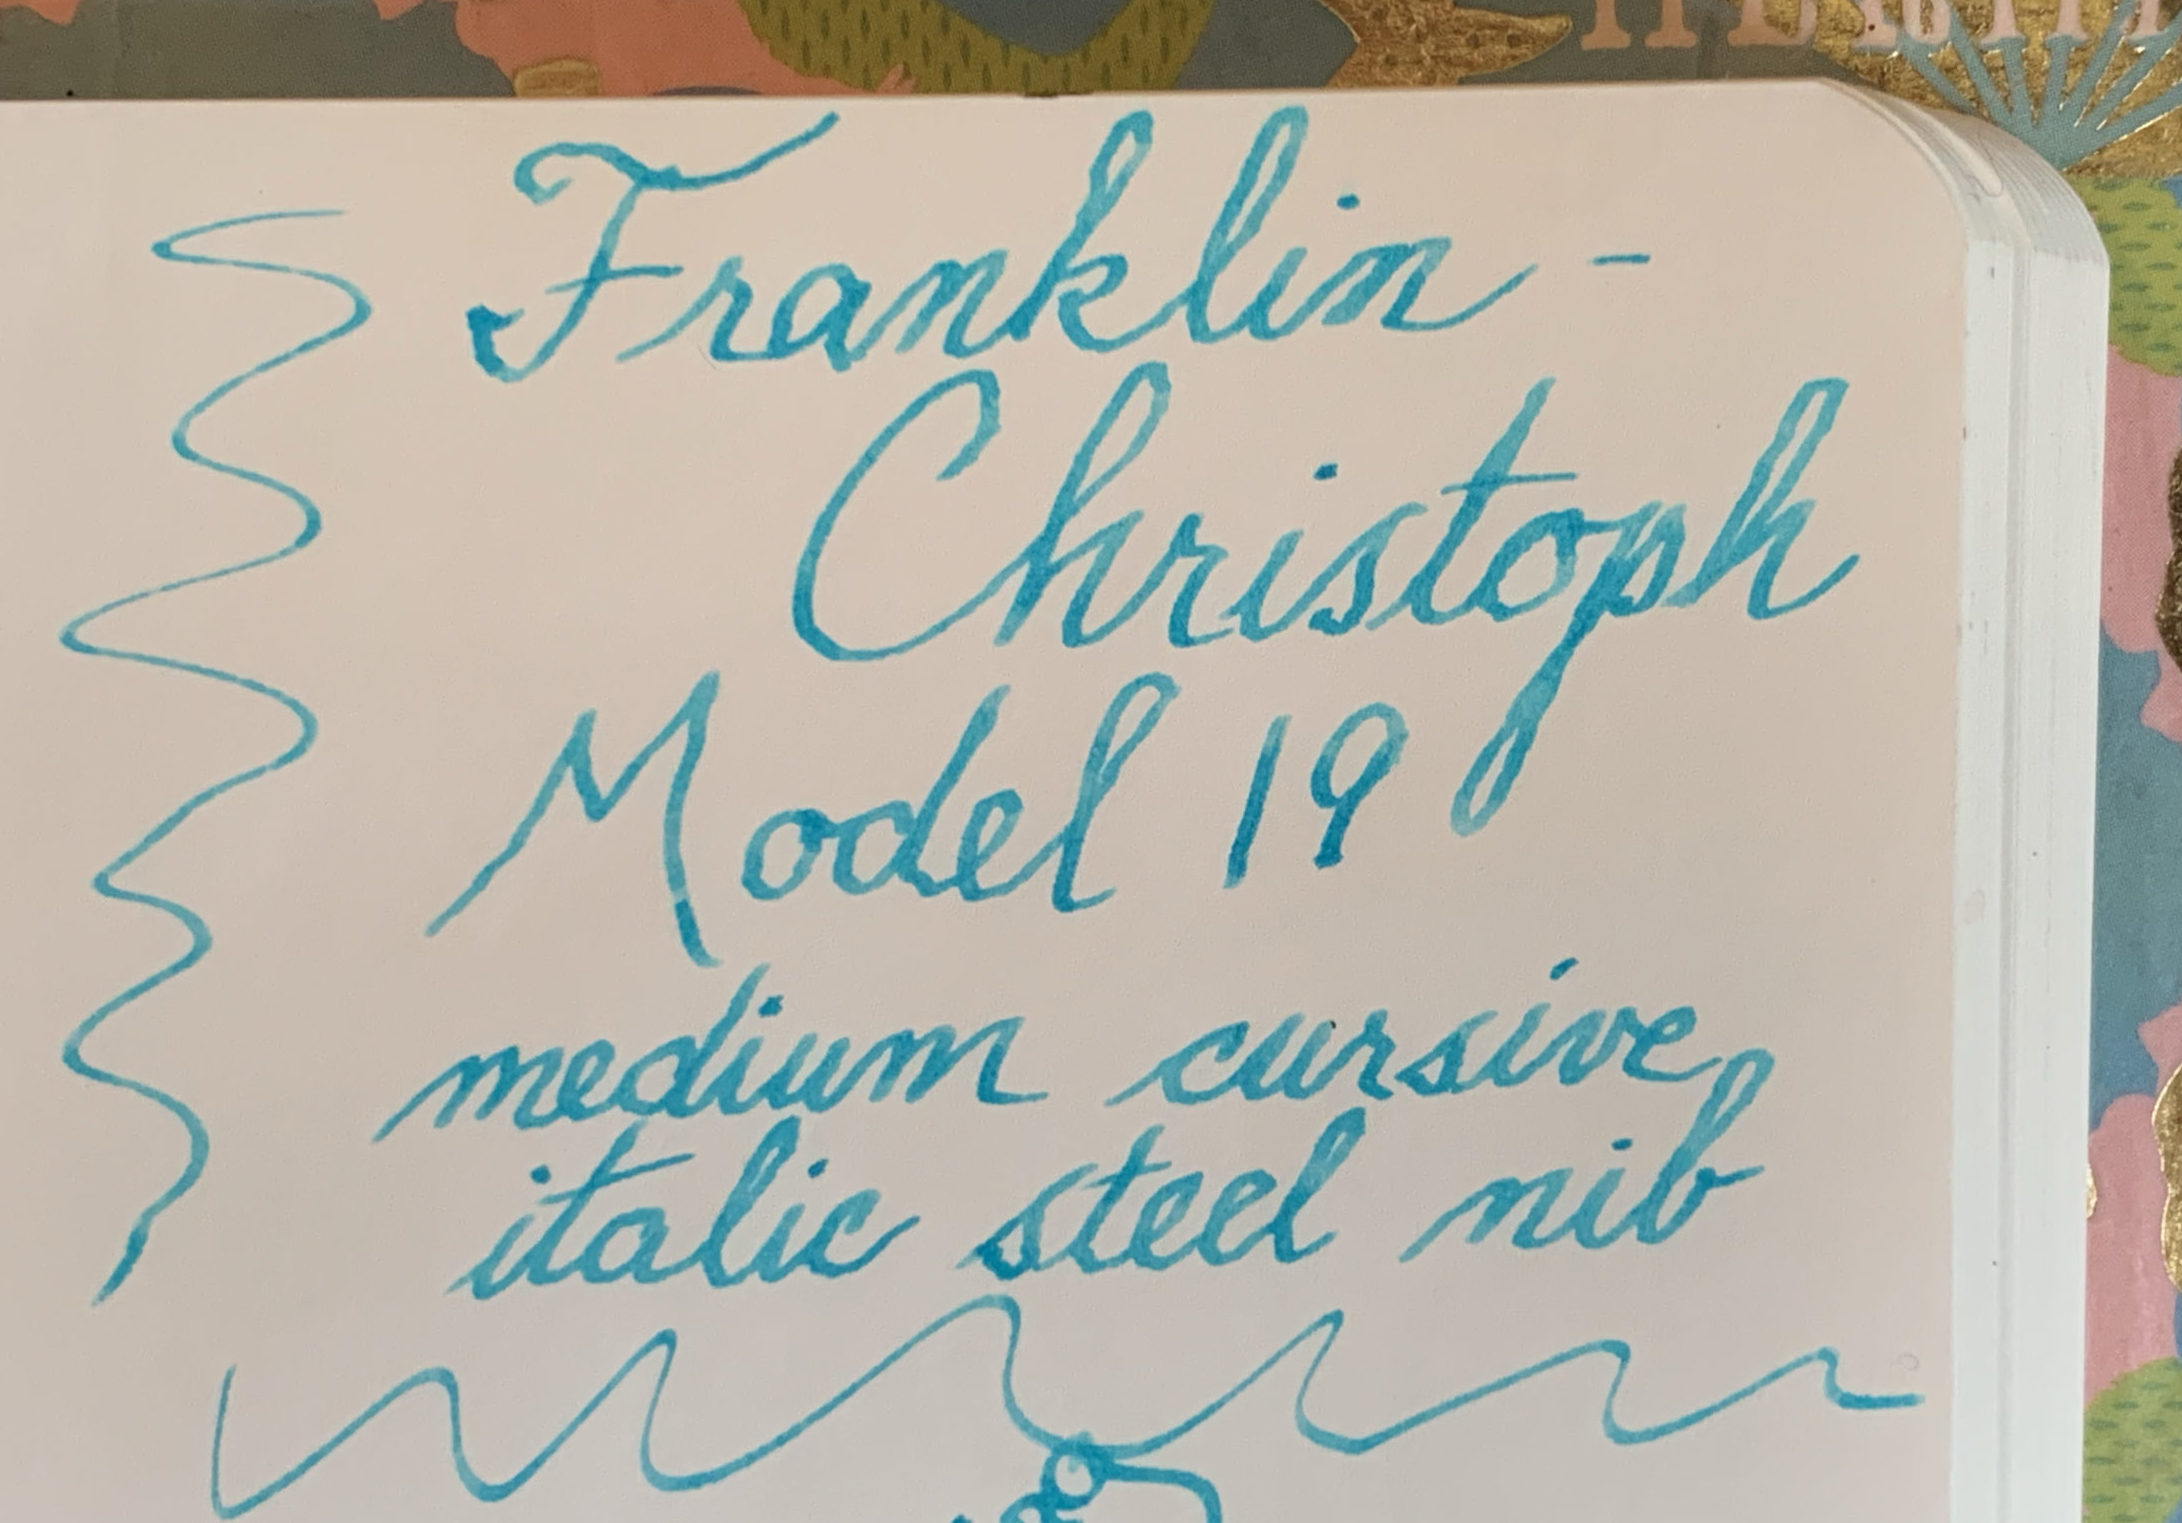 Franklin -
Christoph
Model 19
medium cursive
italic steel nib